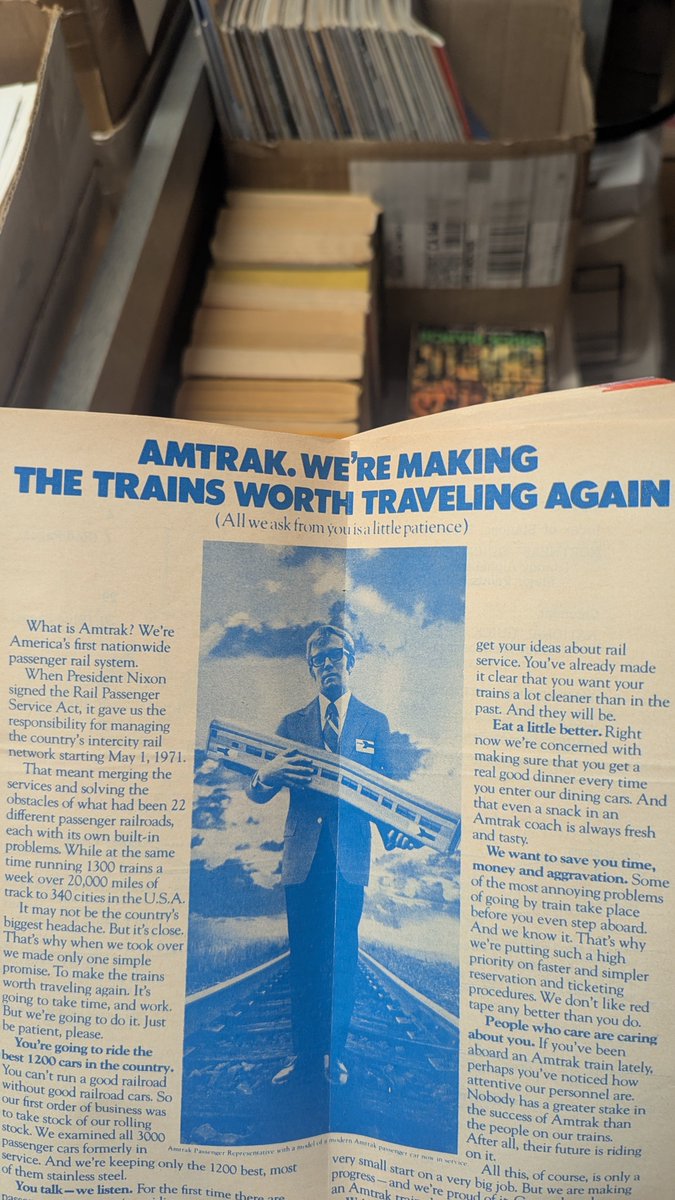 AMTRAK. WE'RE MAKING
THE TRAINS WORTH TRAVELING AGAIN
(All we ask from you is a little patience)
What is Amtrak? We're
America's first nationwide
passenger rail system.
When President Nixon
signed the Rail Passenger
Service Act, it gave us the
responsibility for managing
the country's intercity rail
network starting May 1, 1971.
That meant merging the
services and solving the
obstacles of what had been 22
different passenger railroads,
each with its own built-in
problems. While at the same
time running 1300 trains a
week over 20,000 miles of
track to 340 cities in the U.S.A.
It may not be the country's
biggest headache. But it's close.
That's why when we took over
we made only one simple
promise. To make the trains
worth traveling again. It's
going to take time, and work.
But we're going to do it. Just
be patient, please.
You're going to ride the
best 1200 cars in the country.
You can't run a good railroad
without good railroad cars. So
our first order of business was
to take stock of our rolling
stock. We examined all 3000
passenger cars formerly in
service. And we're keeping only
the 1200 best, most
of them stainless steel.
You talk—we listen. For the first time there are
Amtrak Passenger Representative with a model of a modern Amtrak passenger car now in service.
get your ideas about rail
service. You've already made
it clear that you want your
trains a lot cleaner than in the
past. And they will be.
Eat a little better. Right
now we're concerned with
making sure that you get a
real good dinner every time
you enter our dining cars. And
that even a snack in an
Amtrak coach is always fresh
and tasty.
We want to save you time,
money and aggravation. Some
of the most annoying problems
of going by train take place
before you even step aboard.
And we know it. That's why
we're putting such a high
priority on faster and simpler
reservation and ticketing
procedures. We don't like red
tape any better than you do.
People who care are caring
about you. If you've been
aboard an Amtrak train lately,
perhaps you've noticed how
attentive our personnel are.
Nobody has a greater stake in
the success of Amtrak than
the people on our trains.
After all, their future is riding
on it.
All this, of course, is only a
very small start on a very big job. But we are making
progress—and we're proud of
an Amtrak